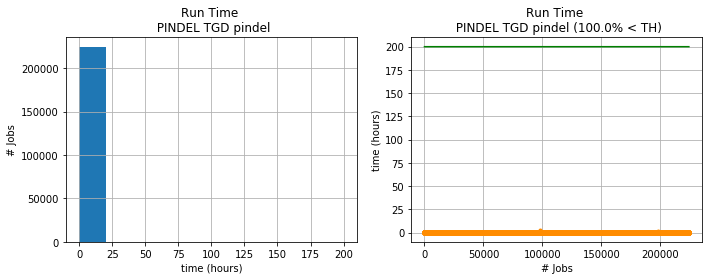 Run Time
PINDEL TGD pindel
200000
150000
100000
50000
0
# Jobs
0 25 50 75 100 125 150 175 200
time (hours)
Run Time
PINDEL TGD pindel (100.0% < TH)
200
175
150
125
100
75
50
25
0
time (hours)
0 50000 100000 150000 200000
# Jobs